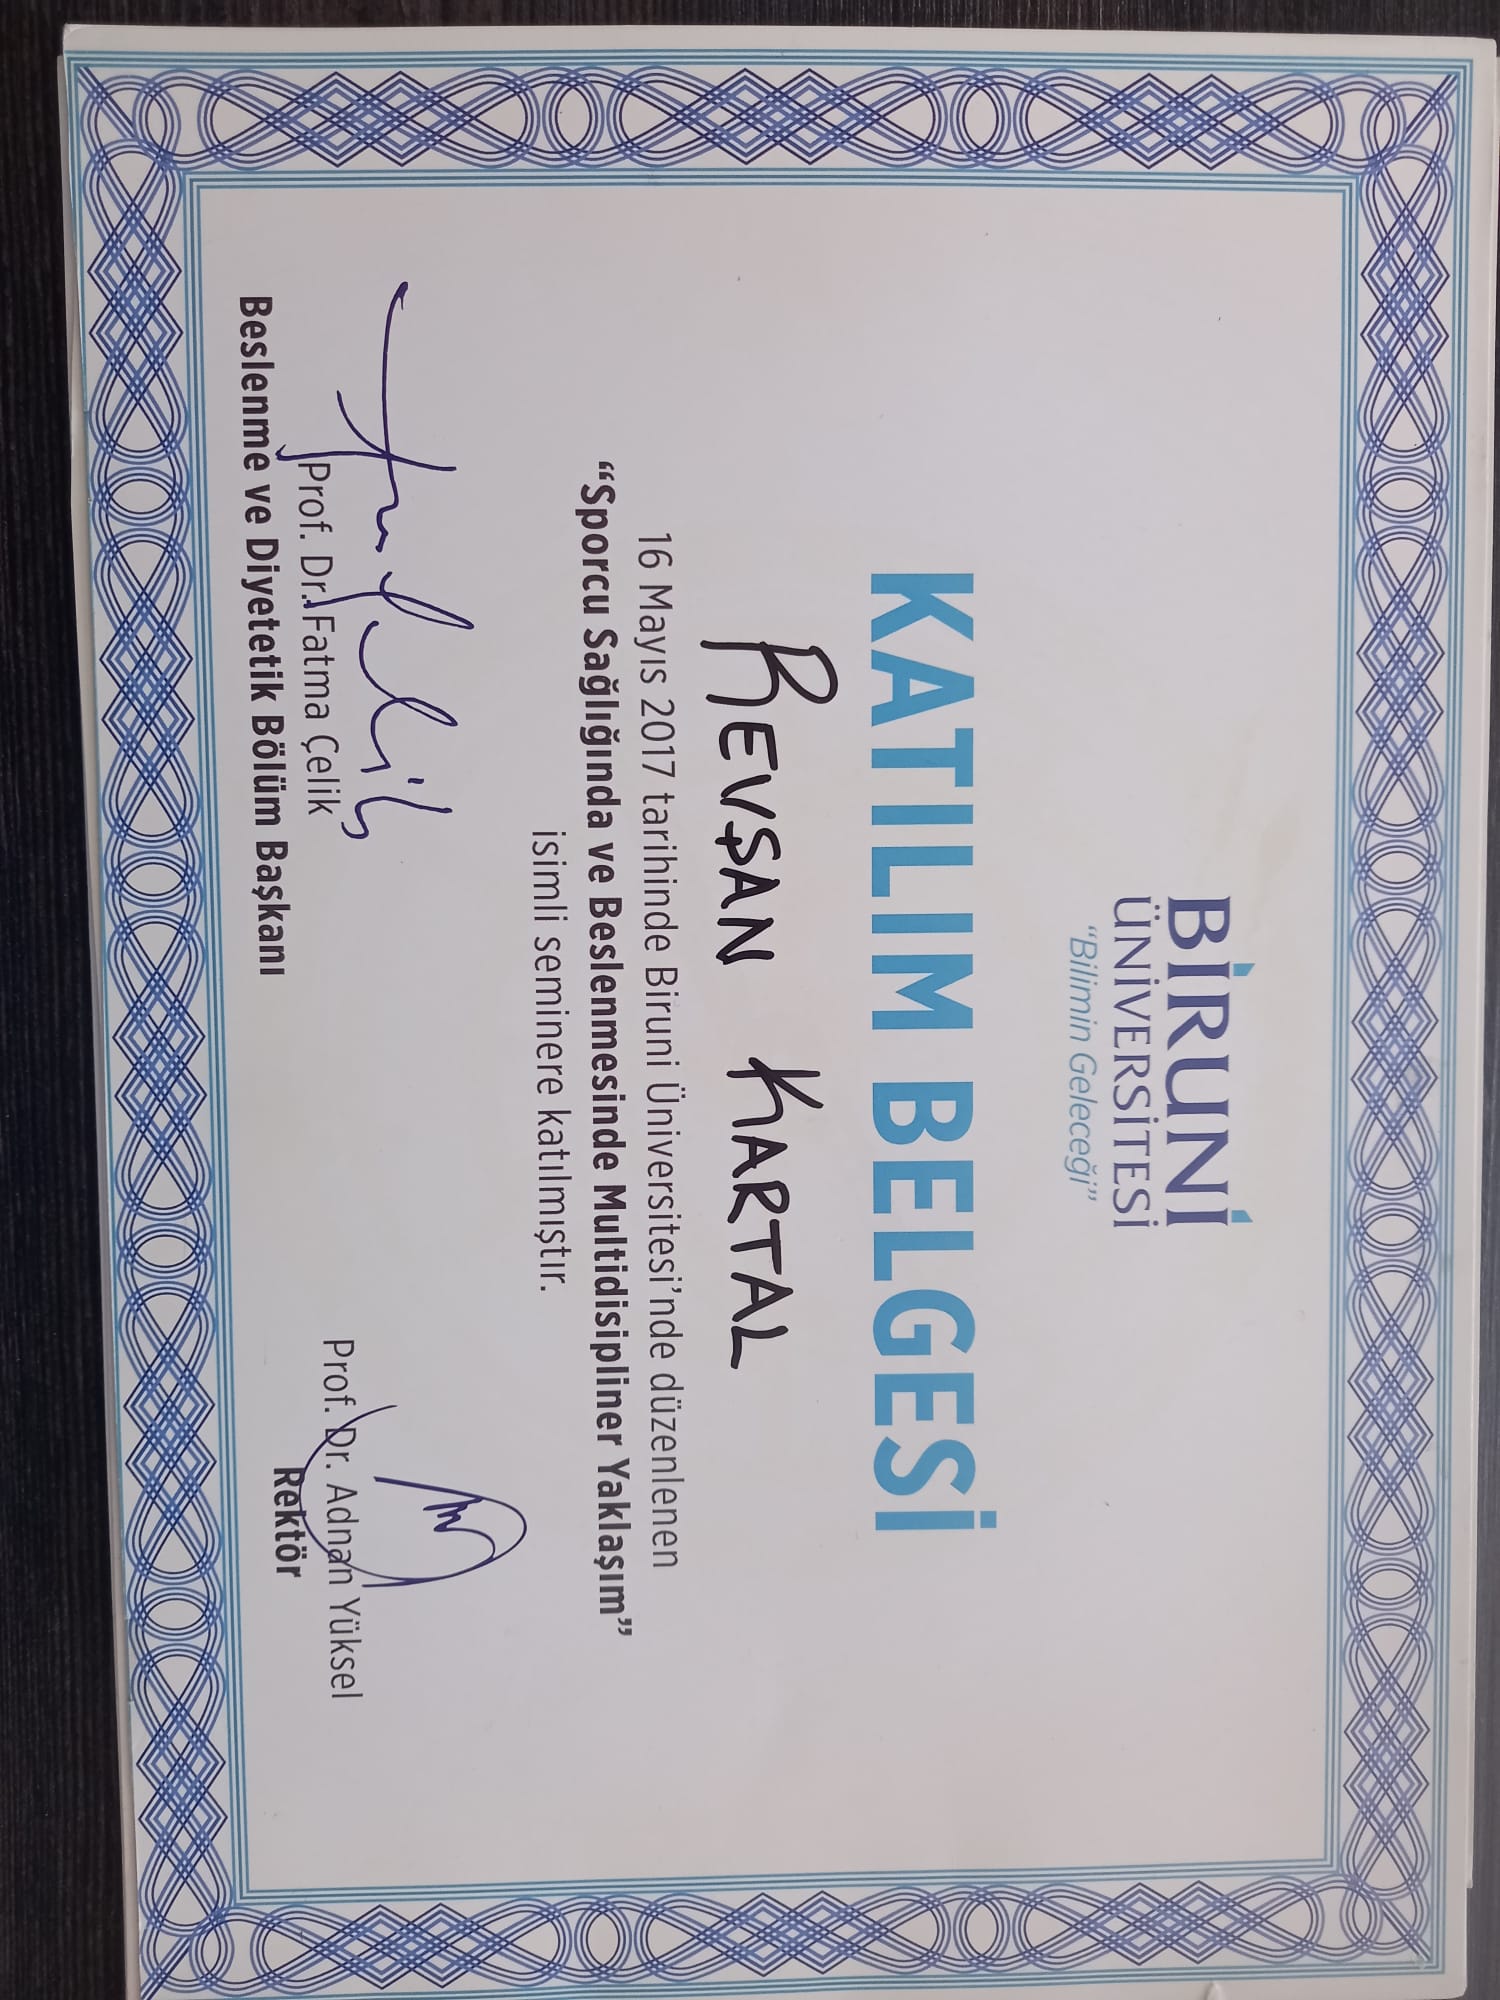 BİRUNİ
ÜNİVERSİTESİ
“Bilimin Geleceği”
KATILIM BELGESİ
REVŞAN KARTAL
16 Mayıs 2017 tarihinde Biruni Üniversitesi’nde düzenlenen
“Sporcu Sağlığında ve Beslenmesinde Multidisipliner Yaklaşım”
isimli seminere katılmıştır.
Prof. Dr. Fatma Çelik
Beslenme ve Diyetetik Bölüm Başkanı
Prof. Dr. Adnan Yüksel
Rektör